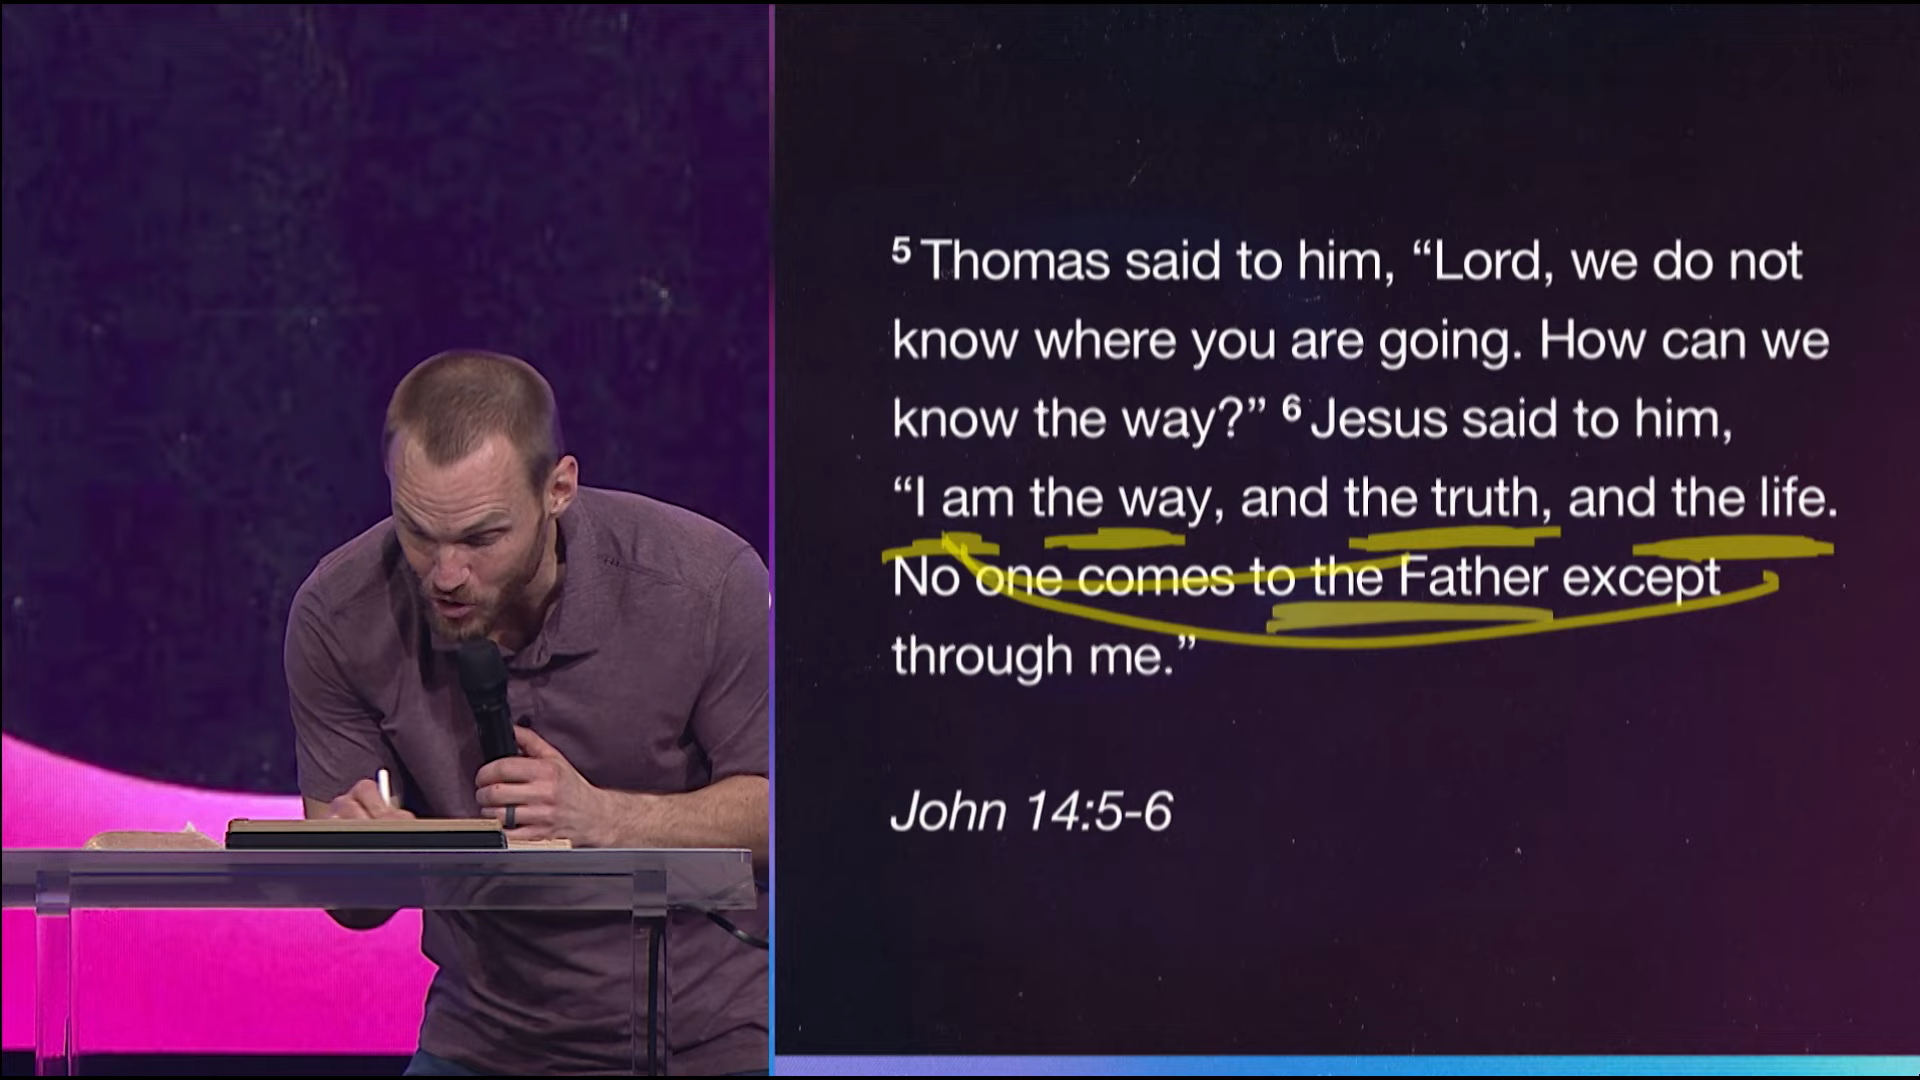 ⁵ Thomas said to him, “Lord, we do not
know where you are going. How can we
know the way?” ⁶ Jesus said to him,
“I am the way, and the truth, and the life.
No one comes to the Father except
through me.”
John 14:5-6